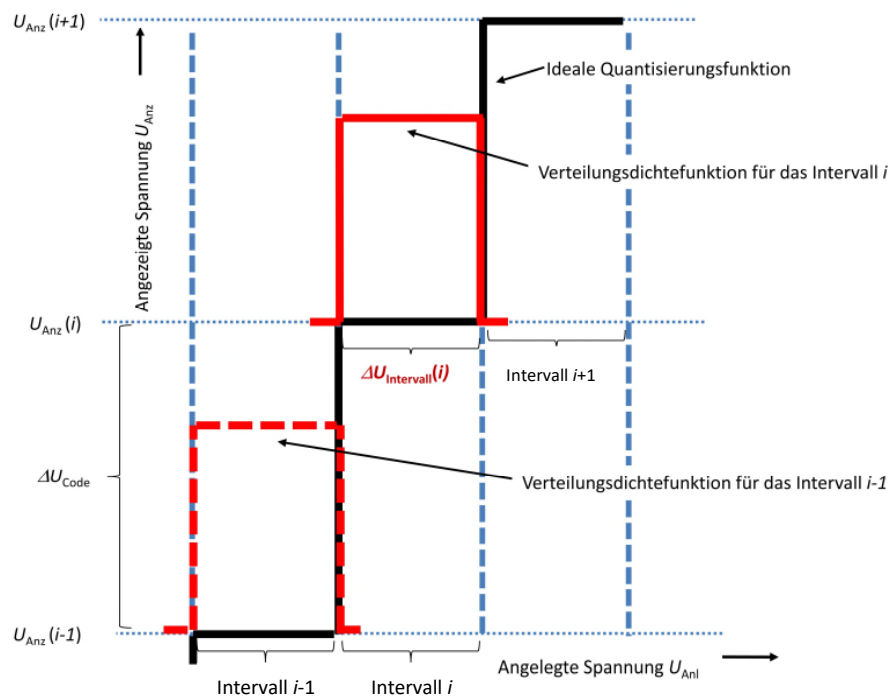 U_Anz (i+1)
Angezeigte Spannung U_Anz
Ideale Quantisierungsfunktion
Verteilungsdichtefunktion für das Intervall i
U_Anz (i)
ΔU_Intervall(i)
Intervall i+1
ΔU_Code
Verteilungsdichtefunktion für das Intervall i-1
U_Anz (i-1)
Intervall i-1
Intervall i
Angelegte Spannung U_Anl